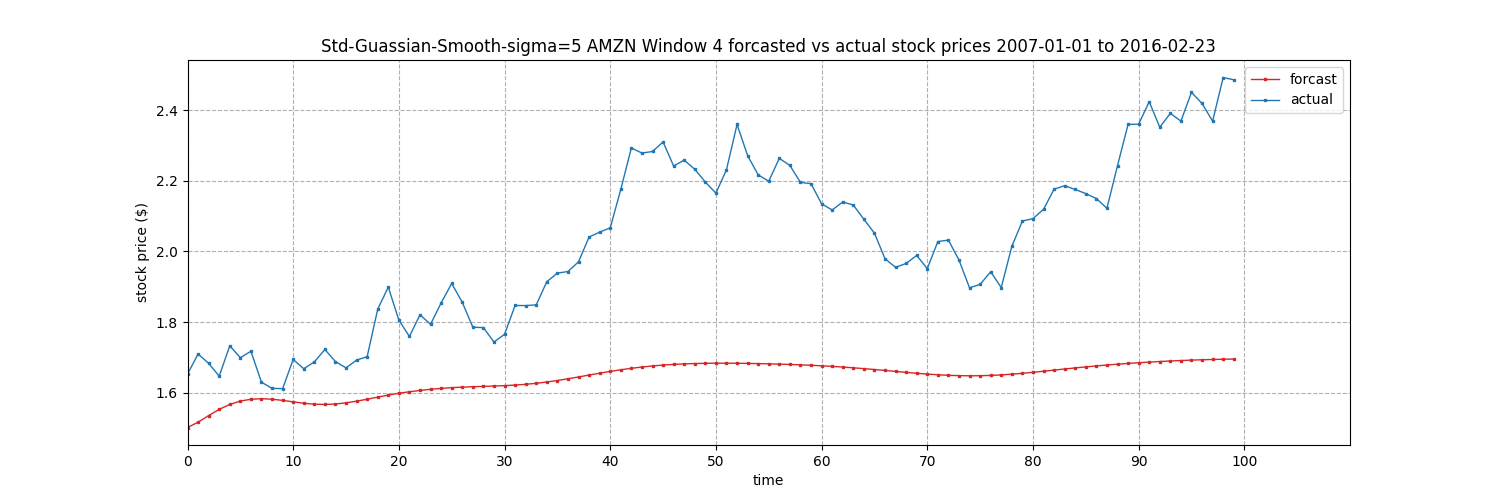 Std-Guassian-Smooth-sigma=5 AMZN Window 4 forcasted vs actual stock prices 2007-01-01 to 2016-02-23
forcast
actual
stock price ($)
2.4
2.2
2.0
1.8
1.6
0 10 20 30 40 50 60 70 80 90 100
time